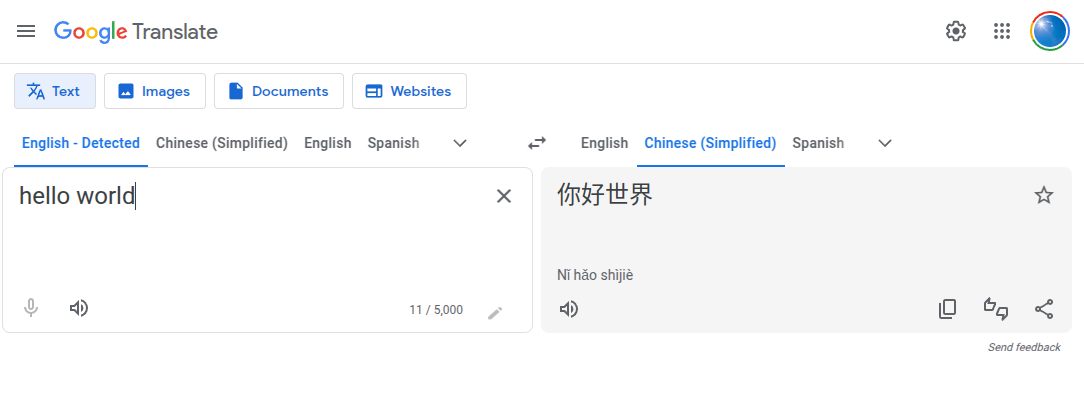 Google Translate
Text Images Documents Websites
English - Detected Chinese (Simplified) English Spanish English Chinese (Simplified) Spanish
hello world
你好世界
Nǐ hǎo shìjiè
11 / 5,000
Send feedback